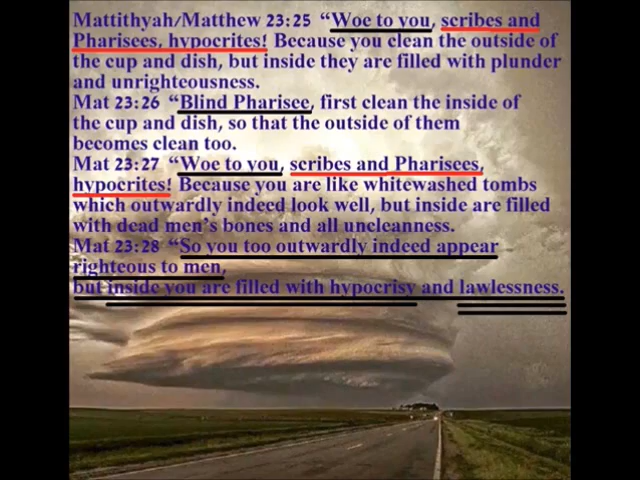 Mattithyah/Matthew 23:25 “Woe to you, scribes and
Pharisees, hypocrites! Because you clean the outside of
the cup and dish, but inside they are filled with plunder
and unrighteousness.
Mat 23:26 “Blind Pharisee, first clean the inside of
the cup and dish, so that the outside of them
becomes clean too.
Mat 23:27 “Woe to you, scribes and Pharisees,
hypocrites! Because you are like whitewashed tombs
which outwardly indeed look well, but inside are filled
with dead men’s bones and all uncleanness.
Mat 23:28 “So you too outwardly indeed appear
righteous to men,
but inside you are filled with hypocrisy and lawlessness.